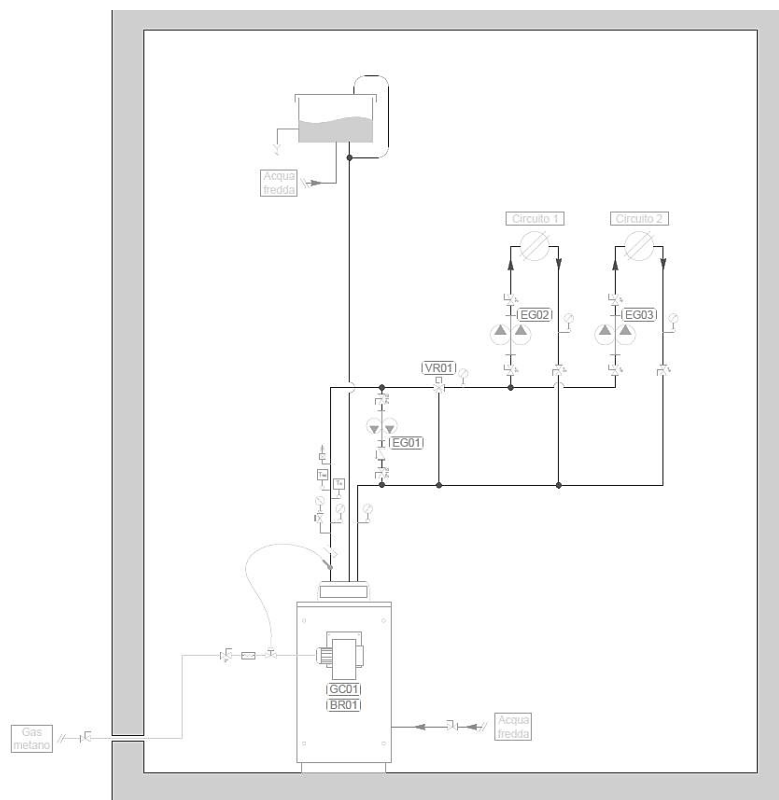 Acqua
fredda
Circuito 1
Circuito 2
EG02
EG03
VR01
EG01
GC01
BR01
Gas
metano
Acqua
fredda